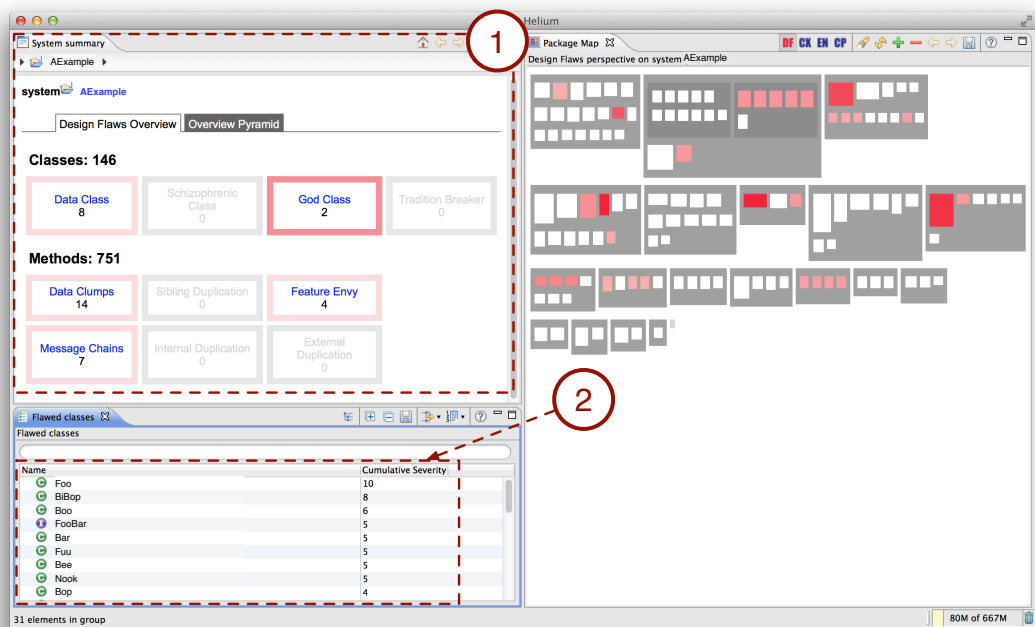 Helium
System summary
1
Package Map
DF CX EN CP
AExample
Design Flaws perspective on system AExample
system AExample
Design Flaws Overview
Overview Pyramid
Classes: 146
Data Class
8
Schizophrenic
Class
0
God Class
2
Tradition Breaker
0
Methods: 751
Data Clumps
14
Sibling Duplication
0
Feature Envy
4
Message Chains
7
Internal Duplication
0
External
Duplication
0
2
Flawed classes
Flawed classes
Name Cumulative Severity
Foo 10
BiBop 8
Boo 6
FooBar 5
Bar 5
Fuu 5
Bee 5
Nook 5
Bop 4
31 elements in group
80M of 667M